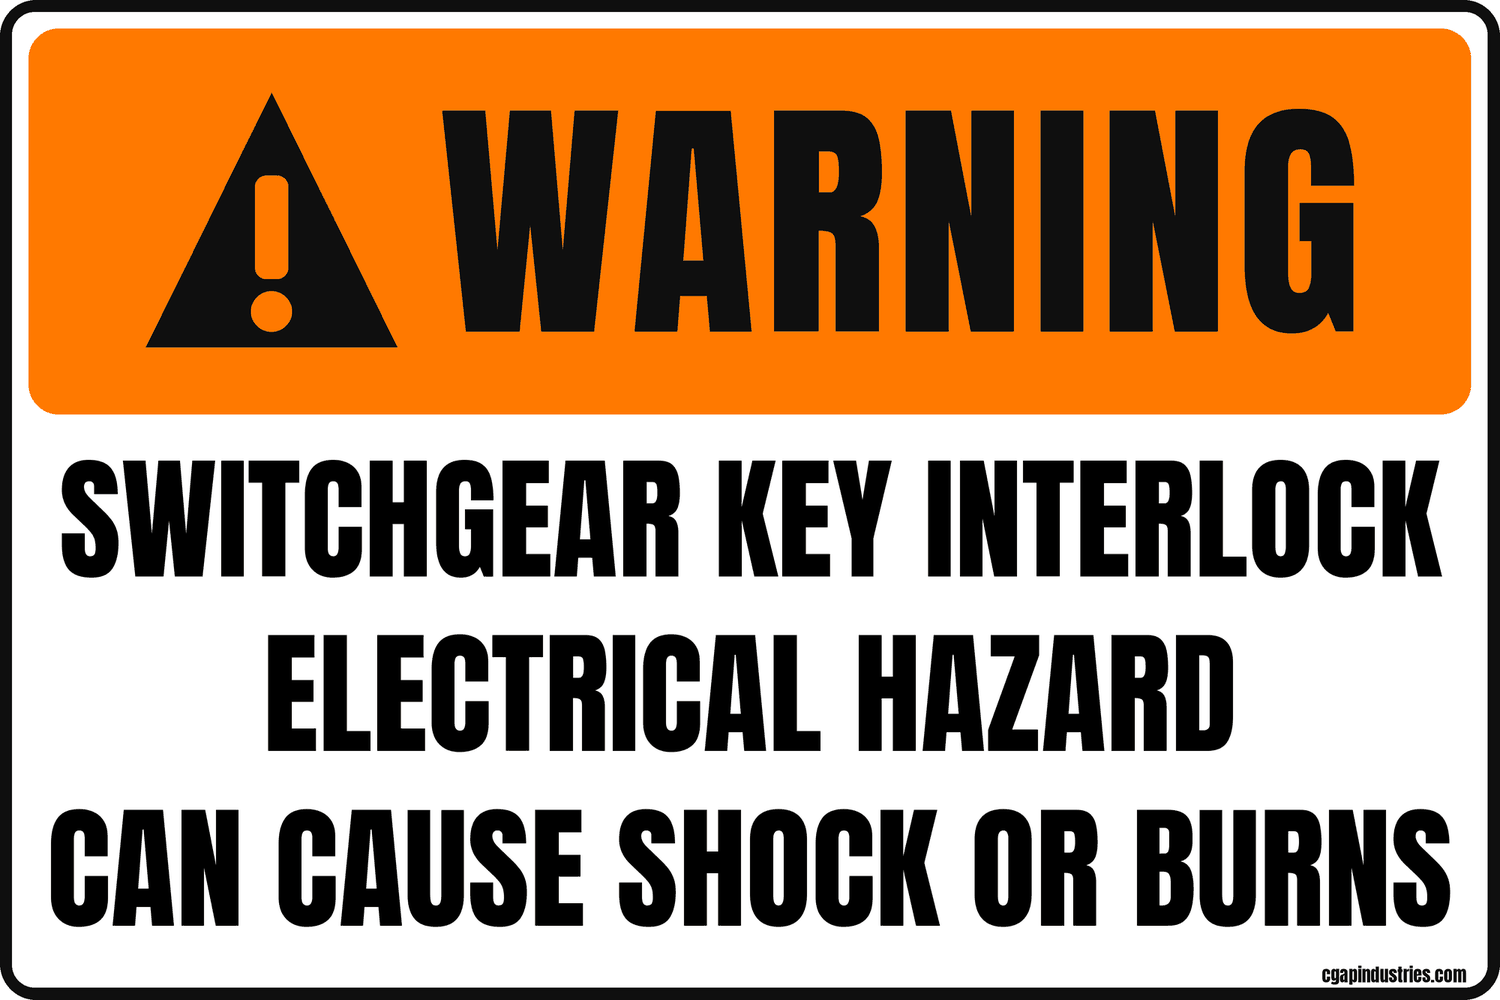 WARNING
SWITCHGEAR KEY INTERLOCK
ELECTRICAL HAZARD
CAN CAUSE SHOCK OR BURNS
cgapindustries.com